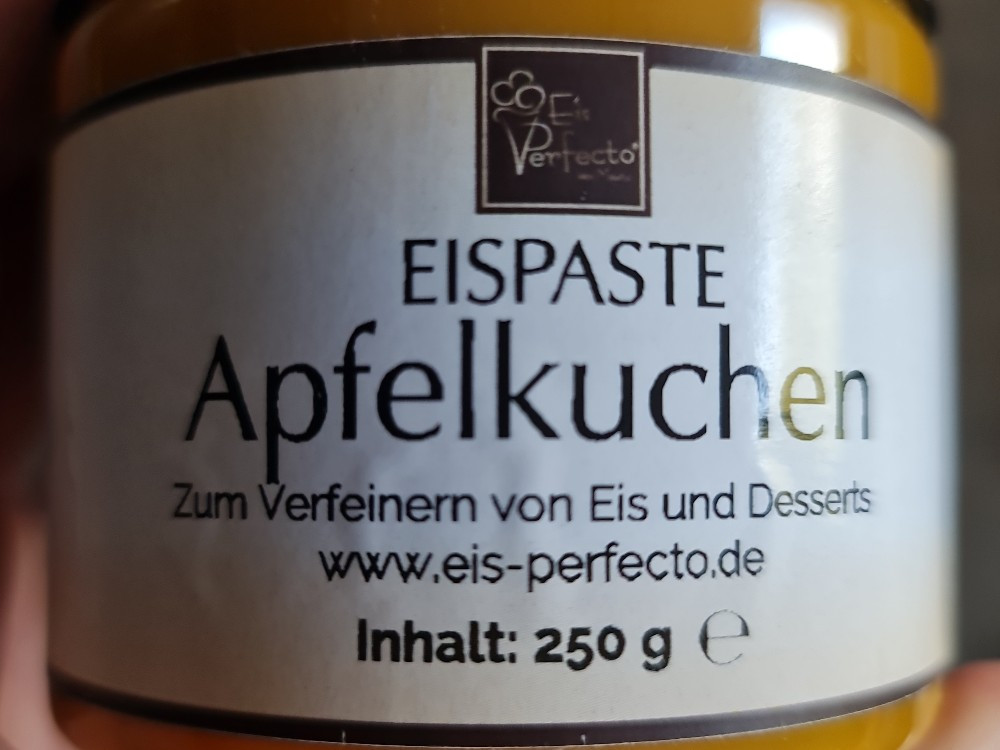 Eis
Perfecto®
EISPASTE
Apfelkuchen
Zum Verfeinern von Eis und Desserts
www.eis-perfecto.de
Inhalt: 250 g ℮